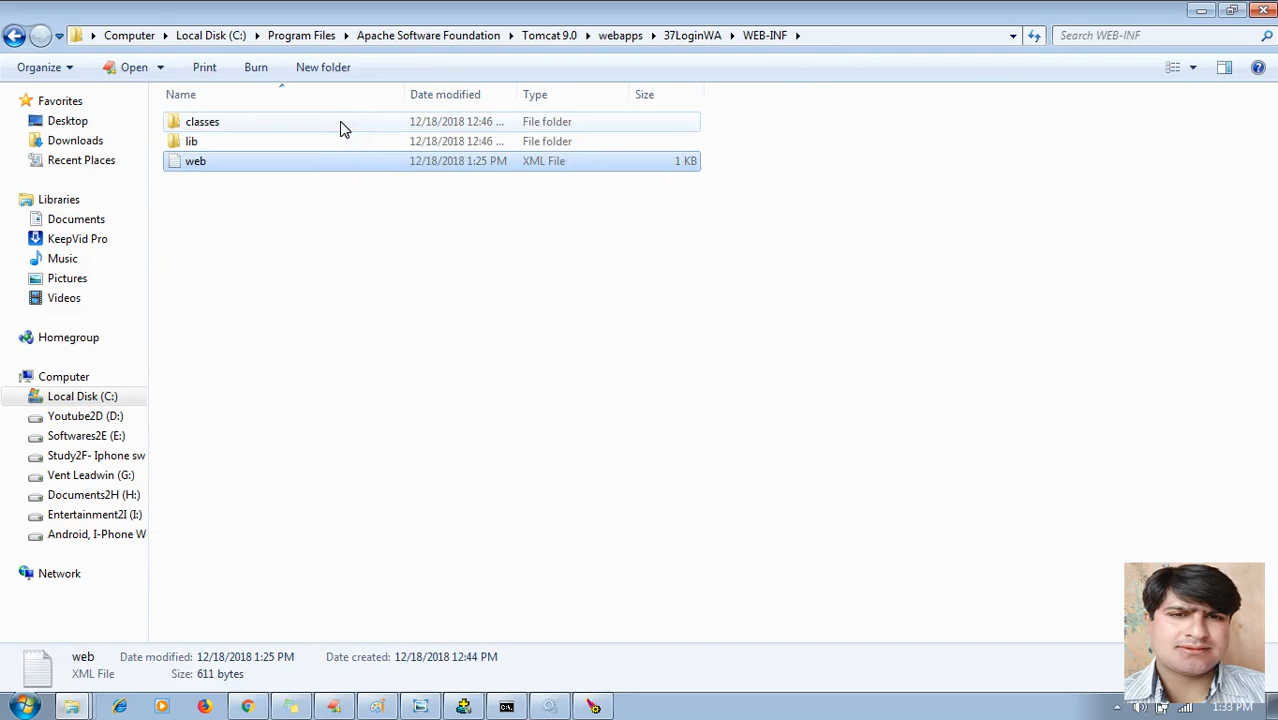 Computer Local Disk (C:) Program Files Apache Software Foundation Tomcat 9.0 webapps 37LoginWA WEB-INF Search WEB-INF
Organize Open Print Burn New folder
Name Date modified Type Size
Favorites
Desktop
Downloads
Recent Places
Libraries
Documents
KeepVid Pro
Music
Pictures
Videos
Homegroup
Computer
Local Disk (C:)
Youtube2D (D:)
Softwares2E (E:)
Study2F- Iphone sw
Vent Leadwin (G:)
Documents2H (H:)
Entertainment2I (I:)
Android, I-Phone W
Network
classes 12/18/2018 12:46 ... File folder
lib 12/18/2018 12:46 ... File folder
web 12/18/2018 1:25 PM XML File 1 KB
web Date modified: 12/18/2018 1:25 PM Date created: 12/18/2018 12:44 PM
XML File Size: 611 bytes
1:33 PM